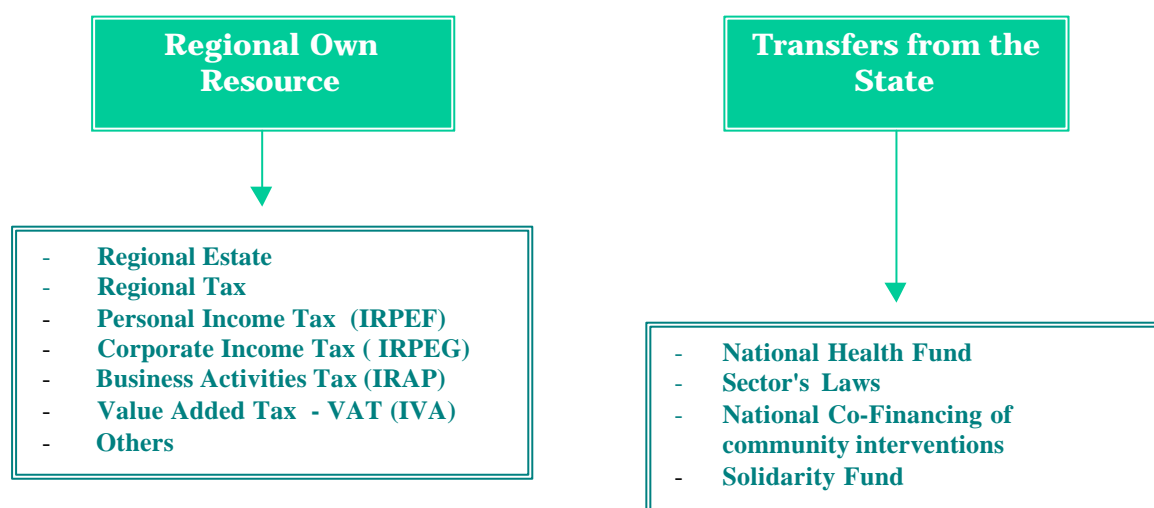 Regional Own
Resource
Transfers from the
State
- Regional Estate
- Regional Tax
- Personal Income Tax (IRPEF)
- Corporate Income Tax ( IRPEG)
- Business Activities Tax (IRAP)
- Value Added Tax - VAT (IVA)
- Others
- National Health Fund
- Sector's Laws
- National Co-Financing of
community interventions
- Solidarity Fund